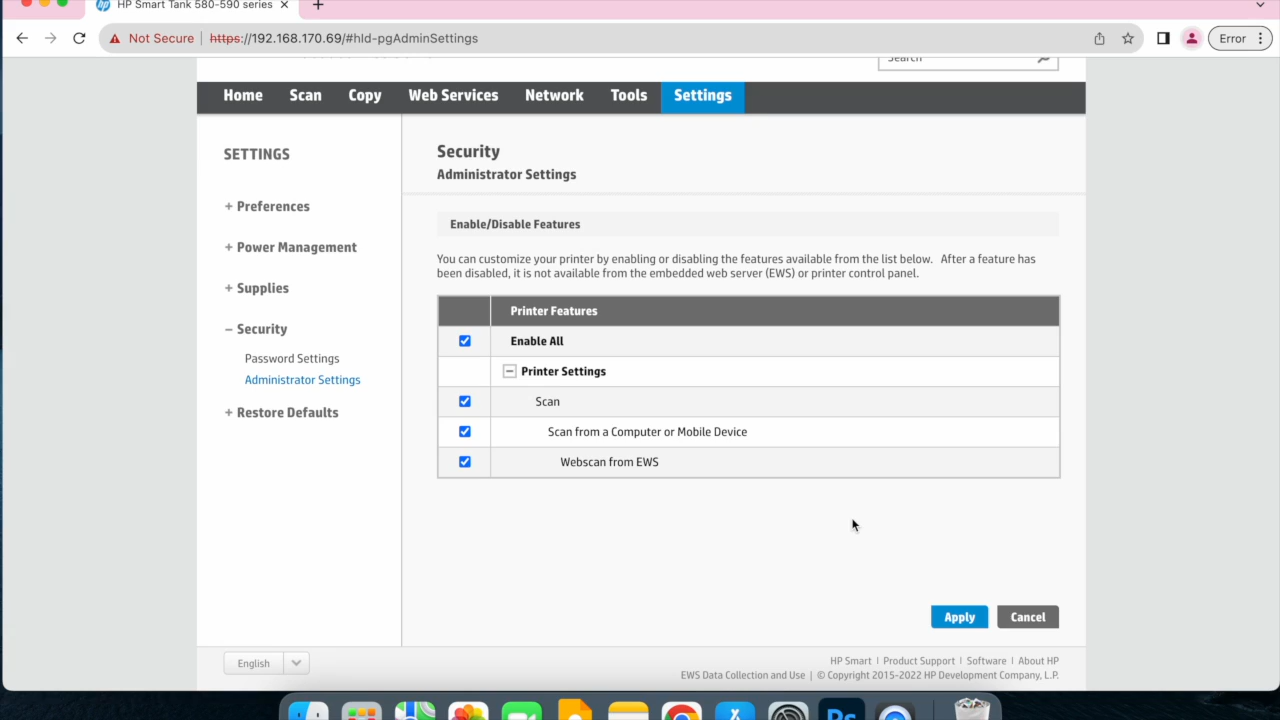 HP Smart Tank 580-590 series
Not Secure
https://192.168.170.69/#hId-pgAdminSettings
Error
Search
Home
Scan
Copy
Web Services
Network
Tools
Settings
SETTINGS
+ Preferences
+ Power Management
+ Supplies
− Security
Password Settings
Administrator Settings
+ Restore Defaults
Security
Administrator Settings
Enable/Disable Features
You can customize your printer by enabling or disabling the features available from the list below. After a feature has
been disabled, it is not available from the embedded web server (EWS) or printer control panel.
Printer Features
Enable All
Printer Settings
Scan
Scan from a Computer or Mobile Device
Webscan from EWS
Apply
Cancel
English
HP Smart | Product Support | Software | About HP
EWS Data Collection and Use | © Copyright 2015-2022 HP Development Company, L.P.
Ps